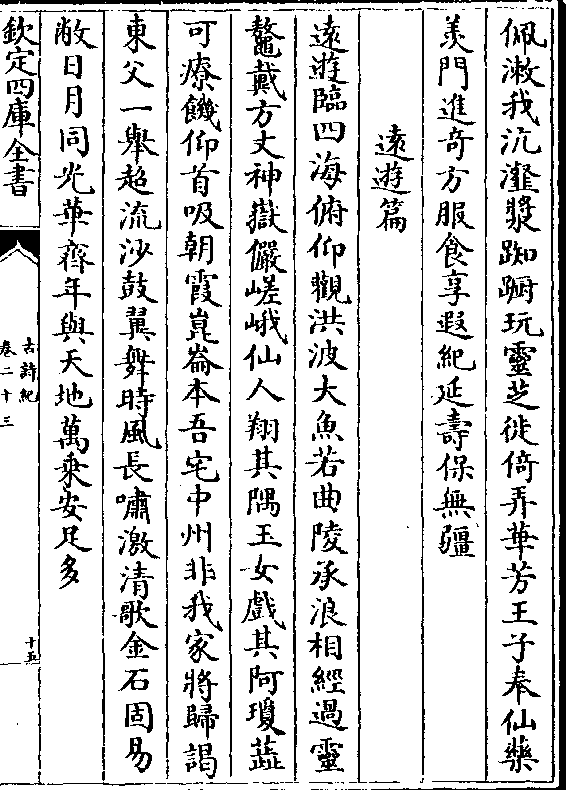 佩漱我沆瀣漿踟蹰玩靈芝徙倚弄華芳王子奉仙藥
羡門進奇方服食享遐紀延壽保無疆
遠遊篇
遠遊臨四海俯仰觀洪波大魚若曲陵承浪相經過靈
鼇戴方丈神嶽儼嵯峨仙人翔其隅玉女戲其阿瓊蕋
可療饑仰首吸朝霞崑崙本吾宅中州非我家將歸謁
東父一舉超流沙鼓翼舞時風長嘯激清歌金石固易
敝日月同光華齊年與天地萬乗安足多
欽定四庫全書
古詩紀
卷二十三
十五